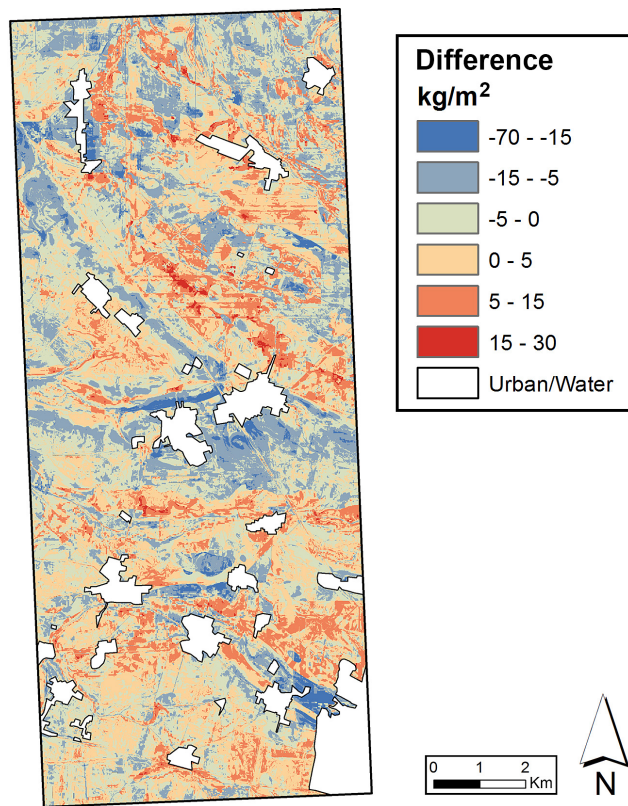 Difference
kg/m²
-70 - -15
-15 - -5
-5 - 0
0 - 5
5 - 15
15 - 30
Urban/Water
0 1 2
Km
N